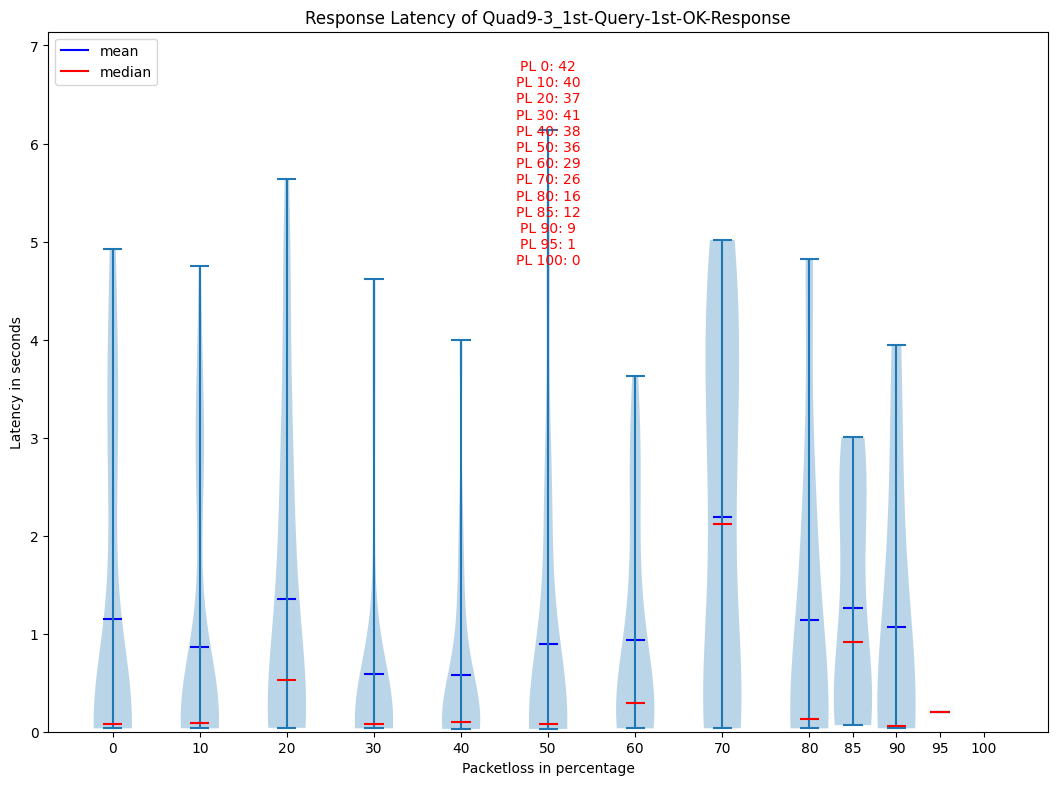 Response Latency of Quad9-3_1st-Query-1st-OK-Response
mean
median
PL 0: 42
PL 10: 40
PL 20: 37
PL 30: 41
PL 40: 38
PL 50: 36
PL 60: 29
PL 70: 26
PL 80: 16
PL 85: 12
PL 90: 9
PL 95: 1
PL 100: 0
Latency in seconds
7
6
5
4
3
2
1
0
0 10 20 30 40 50 60 70 80 85 90 95 100
Packetloss in percentage